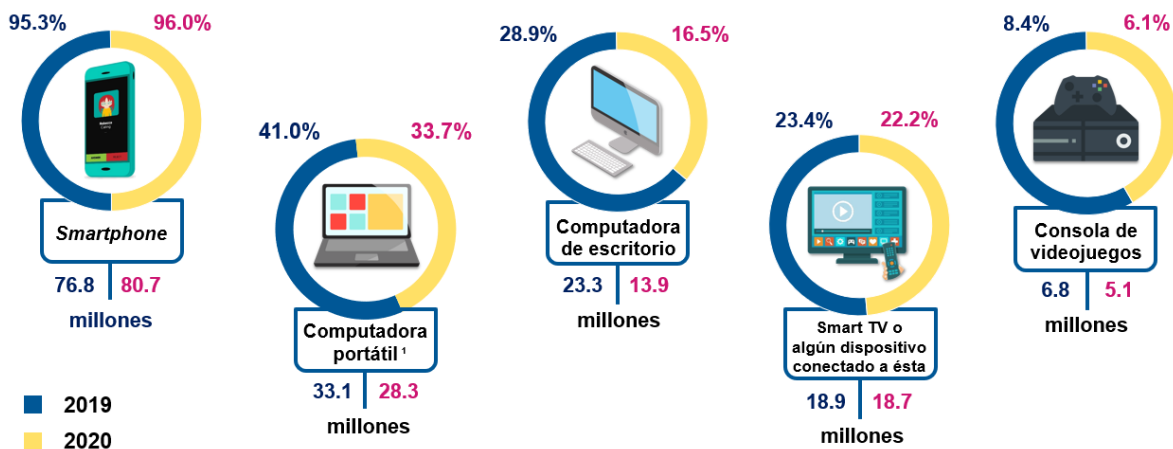 95.3% 96.0%
Smartphone
76.8 80.7
millones
41.0% 33.7%
Computadora
portátil ¹
33.1 28.3
millones
28.9% 16.5%
Computadora
de escritorio
23.3 13.9
millones
23.4% 22.2%
Smart TV o
algún dispositivo
conectado a ésta
18.9 18.7
millones
8.4% 6.1%
Consola de
videojuegos
6.8 5.1
millones
2019
2020